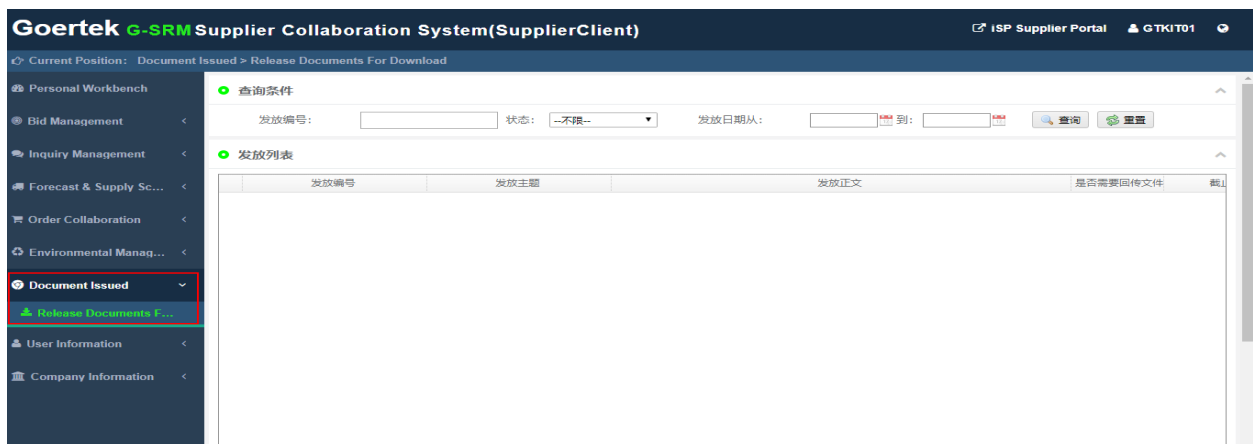 Goertek G-SRM Supplier Collaboration System(SupplierClient)
iSP Supplier Portal GTKIT01
Current Position: Document Issued > Release Documents For Download
Personal Workbench
Bid Management
Inquiry Management
Forecast & Supply Sc...
Order Collaboration
Environmental Manag...
Document Issued
Release Documents F...
User Information
Company Information
查询条件
发放编号: 状态: --不限-- 发放日期从: 到: 查询 重置
发放列表
发放编号 发放主题 发放正文 是否需要回传文件 截止